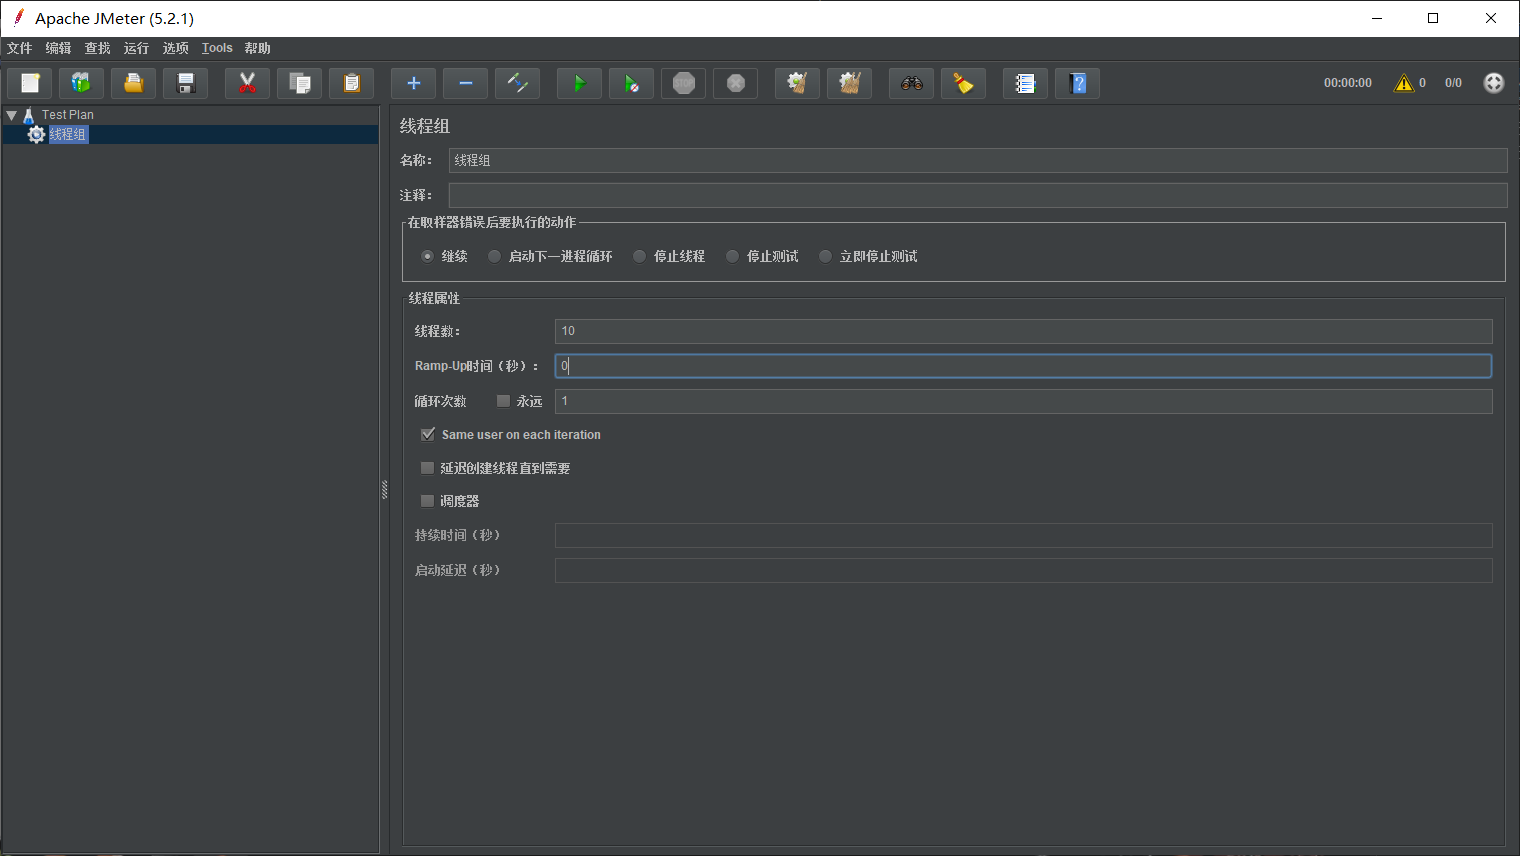 Apache JMeter (5.2.1)
文件 编辑 查找 运行 选项 Tools 帮助
00:00:00 0 0/0
Test Plan
线程组
线程组
名称： 线程组
注释：
在取样器错误后要执行的动作
继续 启动下一进程循环 停止线程 停止测试 立即停止测试
线程属性
线程数： 10
Ramp-Up时间（秒）： 0
循环次数 永远 1
Same user on each iteration
延迟创建线程直到需要
调度器
持续时间（秒）
启动延迟（秒）